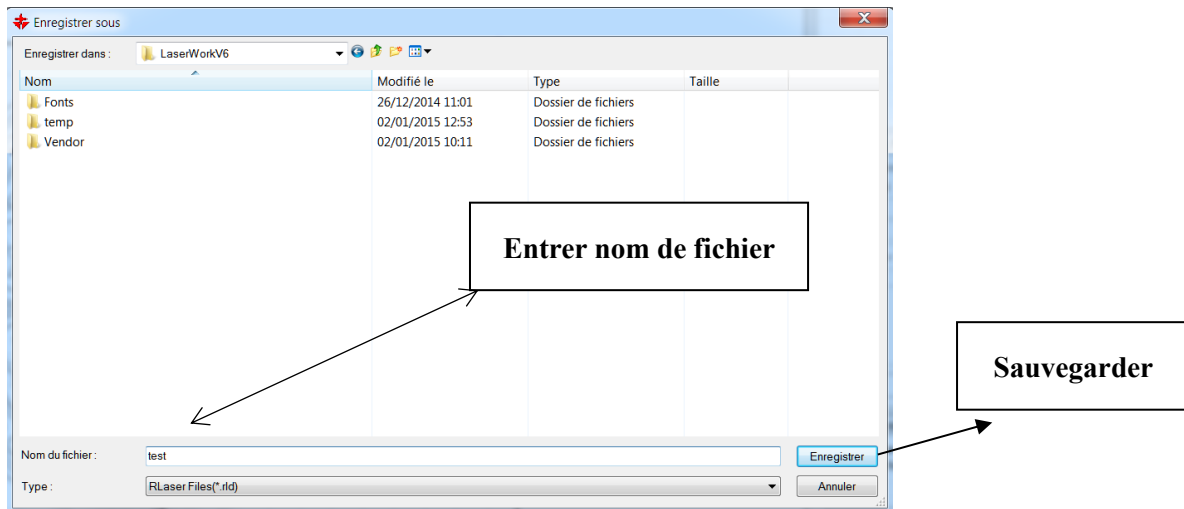 Enregistrer sous
Enregistrer dans :
LaserWorkV6
Nom Modifié le Type Taille
Fonts 26/12/2014 11:01 Dossier de fichiers
temp 02/01/2015 12:53 Dossier de fichiers
Vendor 02/01/2015 10:11 Dossier de fichiers
Entrer nom de fichier
Sauvegarder
Nom du fichier : test Enregistrer
Type : RLaser Files(*.rld) Annuler